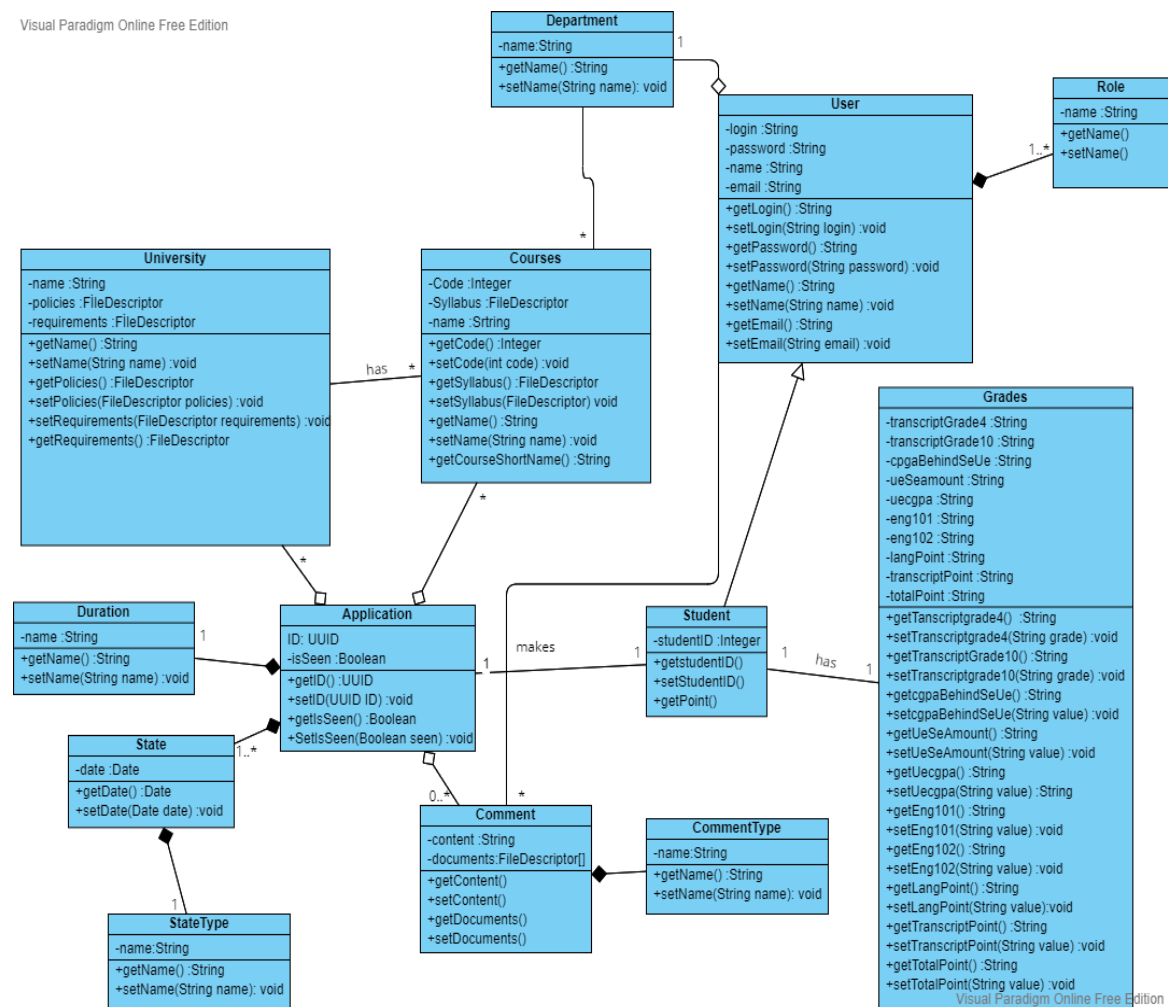 Visual Paradigm Online Free Edition
Department
-name:String
+getName() :String
+setName(String name): void
1
User
-login :String
-password :String
-name :String
-email :String
+getLogin() :String
+setLogin(String login) :void
+getPassword() :String
+setPassword(String password) :void
+getName() :String
+setName(String name) :void
+getEmail() :String
+setEmail(String email) :void
Role
-name :String
+getName()
+setName()
1..*
*
University
-name :String
-policies :FİleDescriptor
-requirements :FİleDescriptor
+getName() :String
+setName(String name) :void
+getPolicies() :FileDescriptor
+setPolicies(FileDescriptor policies) :void
+setRequirements(FileDescriptor requirements) :void
+getRequirements() :FileDescriptor
has
*
Courses
-Code :Integer
-Syllabus :FileDescriptor
-name :Srtring
+getCode() :Integer
+setCode(int code) :void
+getSyllabus() :FileDescriptor
+setSyllabus(FileDescriptor) void
+getName() :String
+setName(String name) :void
+getCourseShortName() :String
*
*
Grades
-transcriptGrade4 :String
-transcriptGrade10 :String
-cpgaBehindSeUe :String
-ueSeamount :String
-uecgpa :String
-eng101 :String
-eng102 :String
-langPoint :String
-transcriptPoint :String
-totalPoint :String
+getTanscriptgrade4() :String
+setTranscriptgrade4(String grade) :void
+getTranscriptGrade10() :String
+setTranscriptgrade10(String grade) :void
+getcgpaBehindSeUe() :String
+setcgpaBehindSeUe(String value) :void
+getUeSeAmount() :String
+setUeSeAmount(String value) :void
+getUecgpa() :String
+setUecgpa(String value) :String
+getEng101() :String
+setEng101(String value) :void
+getEng102() :String
+setEng102(String value) :void
+getLangPoint() :String
+setLangPoint(String value):void
+getTranscriptPoint() :String
+setTranscriptPoint(String value) :void
+getTotalPoint() :String
+setTotalPoint(String value) :void
Duration
-name :String
+getName() :String
+setName(String name) :void
1
Application
ID: UUID
-isSeen :Boolean
+getID() :UUID
+setID(UUID ID) :void
+getIsSeen() :Boolean
+SetIsSeen(Boolean seen) :void
1
makes
1
Student
-studentID :Integer
+getstudentID()
+setStudentID()
+getPoint()
1
has
1
State
-date :Date
+getDate() :Date
+setDate(Date date) :void
1..*
0..*
*
Comment
-content :String
-documents:FileDescriptor[]
+getContent()
+setContent()
+getDocuments()
+setDocuments()
CommentType
-name:String
+getName() :String
+setName(String name): void
1
StateType
-name:String
+getName() :String
+setName(String name): void
Visual Paradigm Online Free Edition